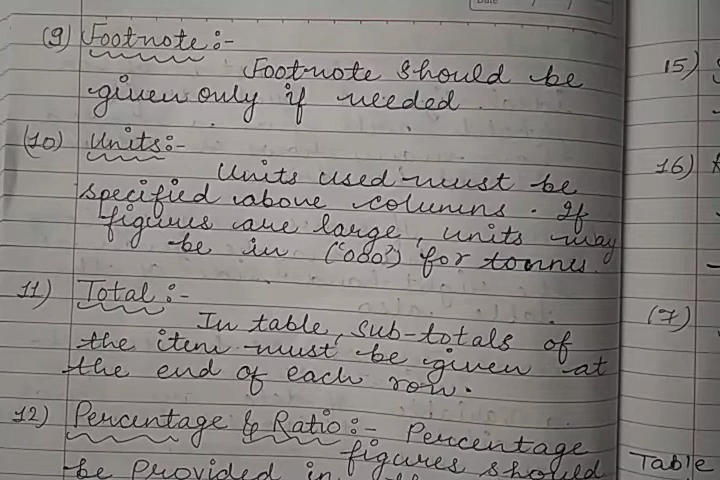 Date / /
(9) Footnote:-
Footnote should be
given only if needed.
(10) Units:-
Units used must be
specified above columns. If
figures are large, units may
be in ('000') for tonnes.
11) Total:-
In table, sub-totals of
the item must be given at
the end of each row.
12) Percentage & Ratio:- Percentage
figures should
be provided in
15)
16)
(7)
Table